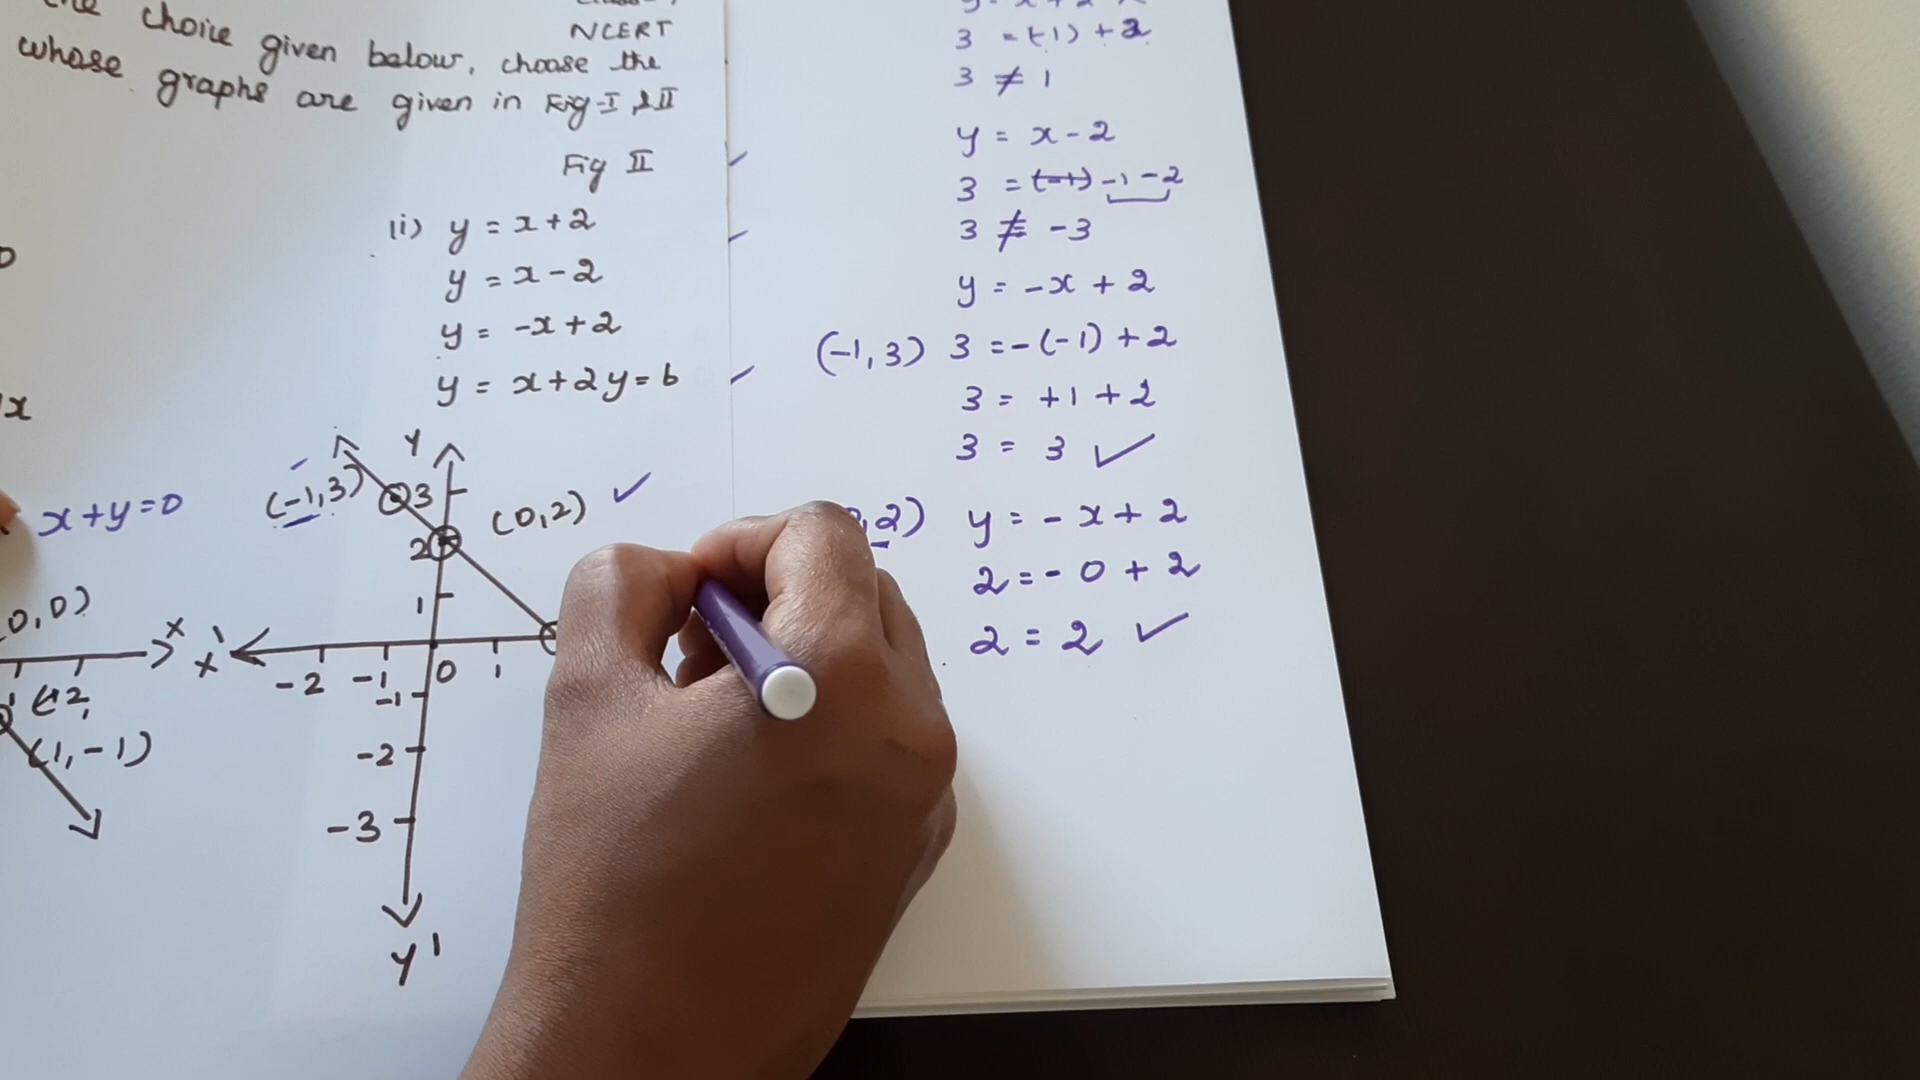 choice given below, choose the
NCERT
whose graphs are given in Fig-I & II
Fig II
(i) y = x+2
y = x-2
y = -x+2
y = x+2y=6
x
x+y=0
(-1,3)
Y
3
(0,2) ✓
2
1
0,0)
x
X'
-2 -1 0 1
-1
-2
-3
Y'
(1,-1)
3 = (-1) +2
3 ≠ 1
y = x-2
3 = -1 -2
3 ≠ -3
y = -x + 2
(-1,3) 3 = -(-1) +2
3 = +1 +2
3 = 3 ✓
,2) y = -x + 2
2 = -0 + 2
2 = 2 ✓